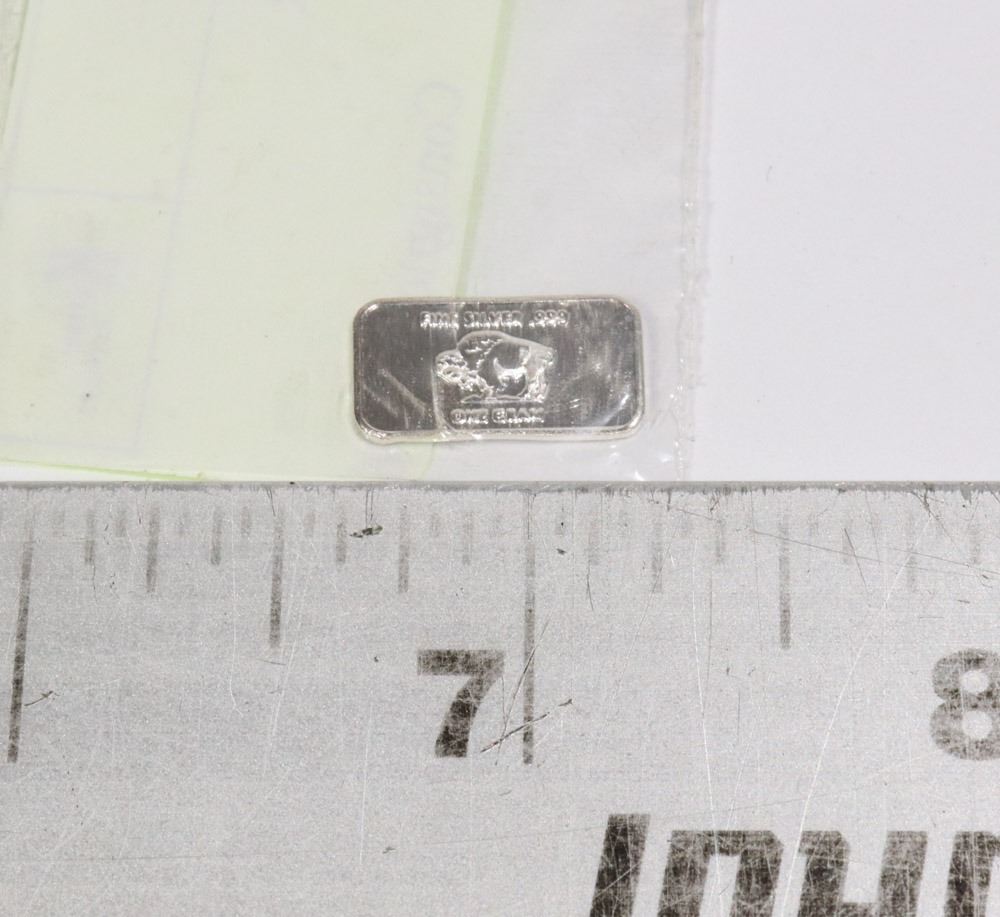 FINE SILVER .999
ONE GRAM
7
8